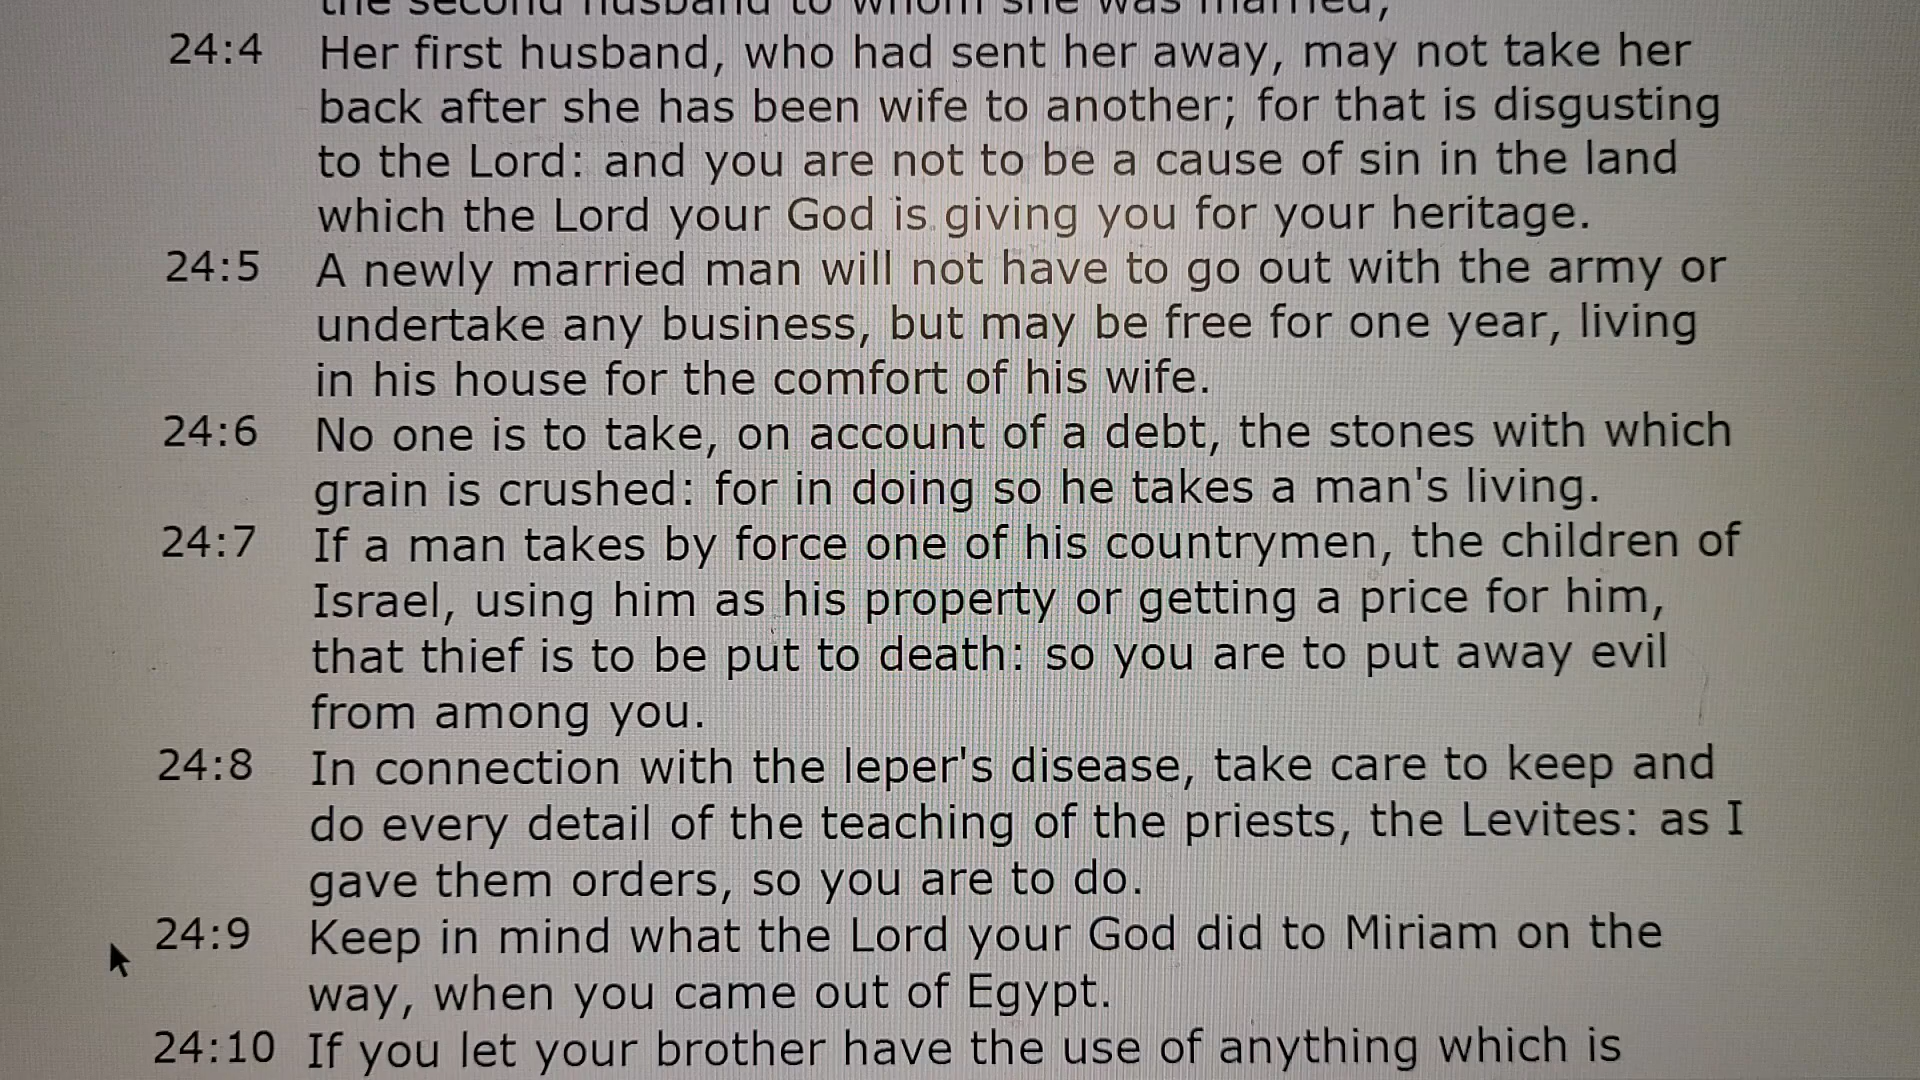 the second husband to whom she was married,
24:4 Her first husband, who had sent her away, may not take her
back after she has been wife to another; for that is disgusting
to the Lord: and you are not to be a cause of sin in the land
which the Lord your God is giving you for your heritage.
24:5 A newly married man will not have to go out with the army or
undertake any business, but may be free for one year, living
in his house for the comfort of his wife.
24:6 No one is to take, on account of a debt, the stones with which
grain is crushed: for in doing so he takes a man's living.
24:7 If a man takes by force one of his countrymen, the children of
Israel, using him as his property or getting a price for him,
that thief is to be put to death: so you are to put away evil
from among you.
24:8 In connection with the leper's disease, take care to keep and
do every detail of the teaching of the priests, the Levites: as I
gave them orders, so you are to do.
24:9 Keep in mind what the Lord your God did to Miriam on the
way, when you came out of Egypt.
24:10 If you let your brother have the use of anything which is